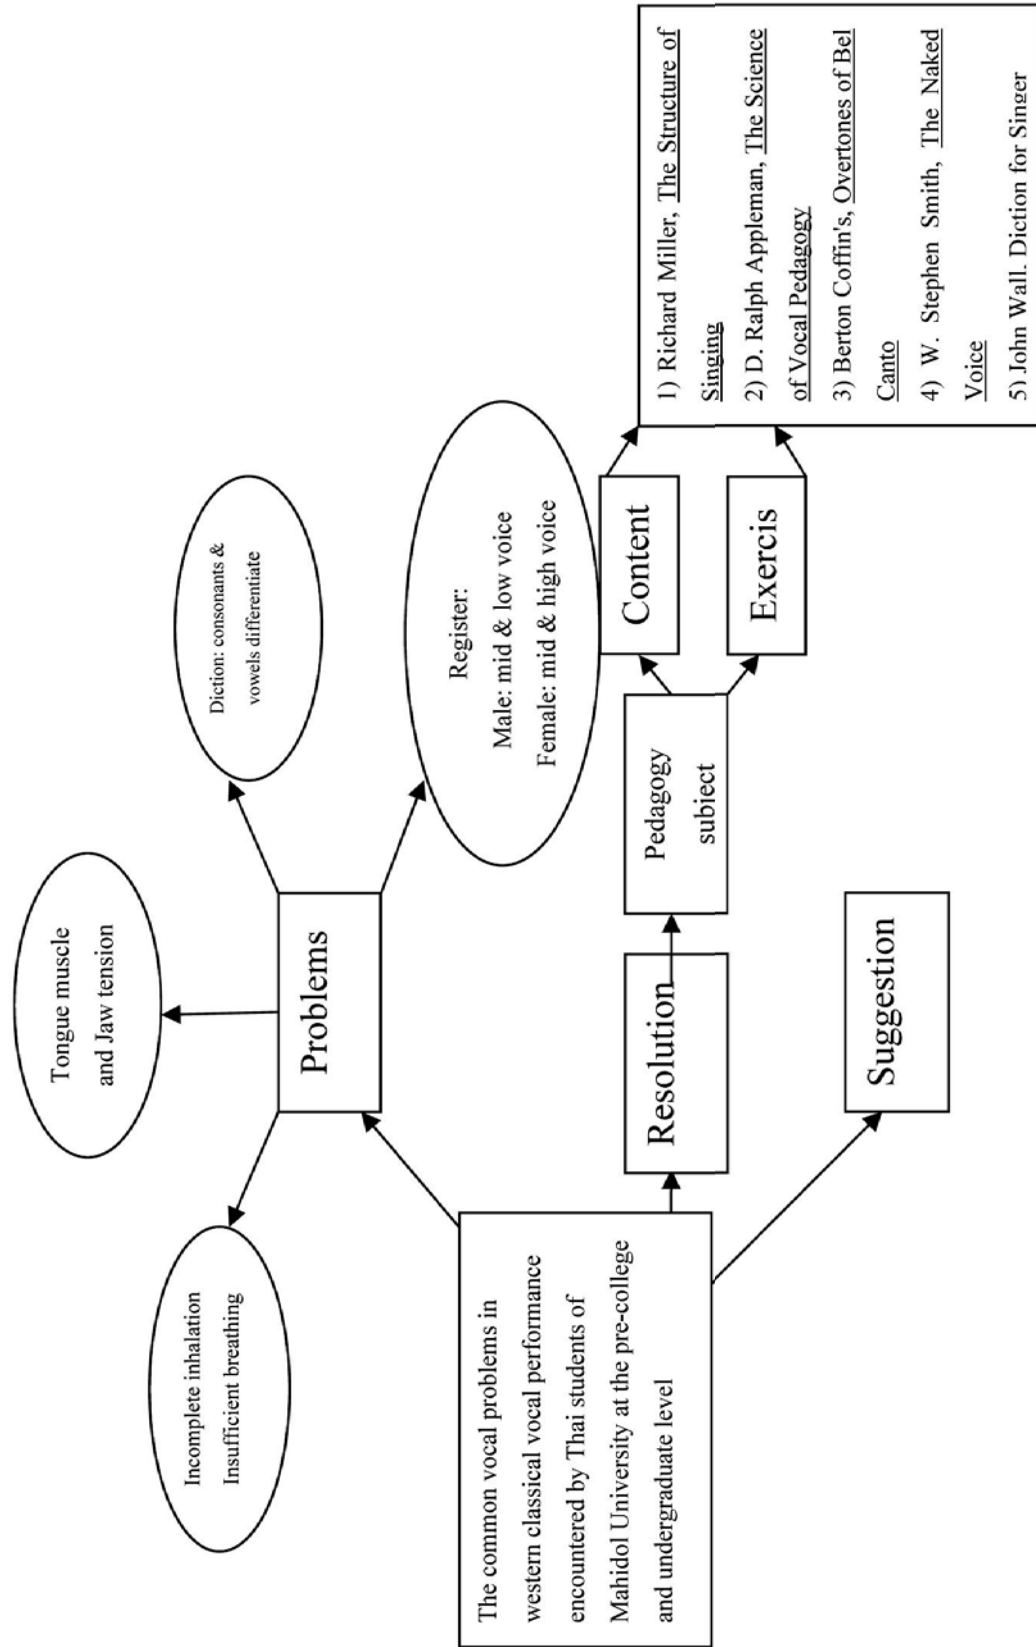 Incomplete inhalation
Insufficient breathing
Tongue muscle
and Jaw tension
Diction: consonants &
vowels differentiate
Problems
Register:
Male: mid & low voice
Female: mid & high voice
The common vocal problems in
western classical vocal performance
encountered by Thai students of
Mahidol University at the pre-college
and undergraduate level
Resolution
Pedagogy
subject
Content
Exercis
Suggestion
1) Richard Miller, The Structure of
Singing
2) D. Ralph Appleman, The Science
of Vocal Pedagogy
3) Berton Coffin's, Overtones of Bel
Canto
4) W. Stephen Smith, The Naked
Voice
5) John Wall. Diction for Singer